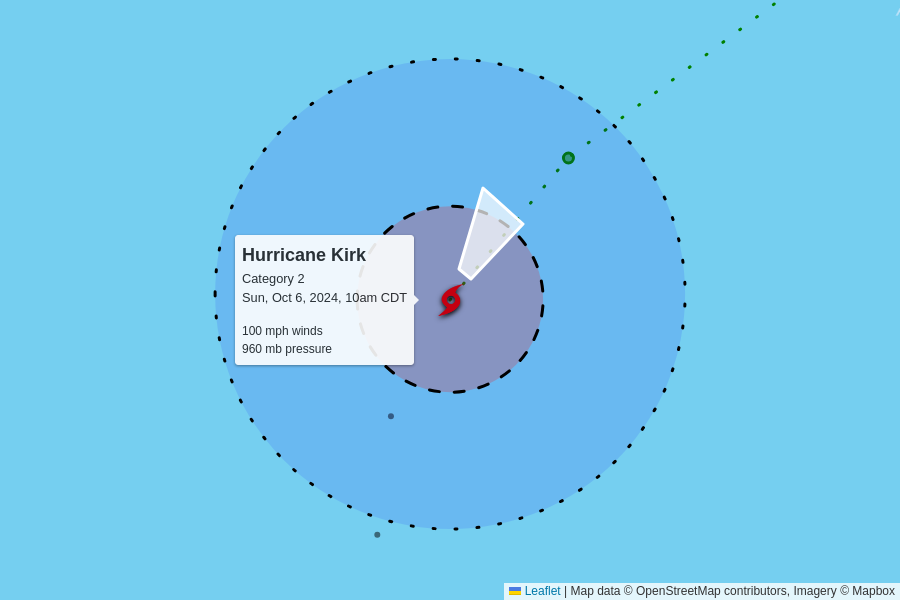 Hurricane Kirk
Category 2
Sun, Oct 6, 2024, 10am CDT
100 mph winds
960 mb pressure
Leaflet | Map data © OpenStreetMap contributors, Imagery © Mapbox